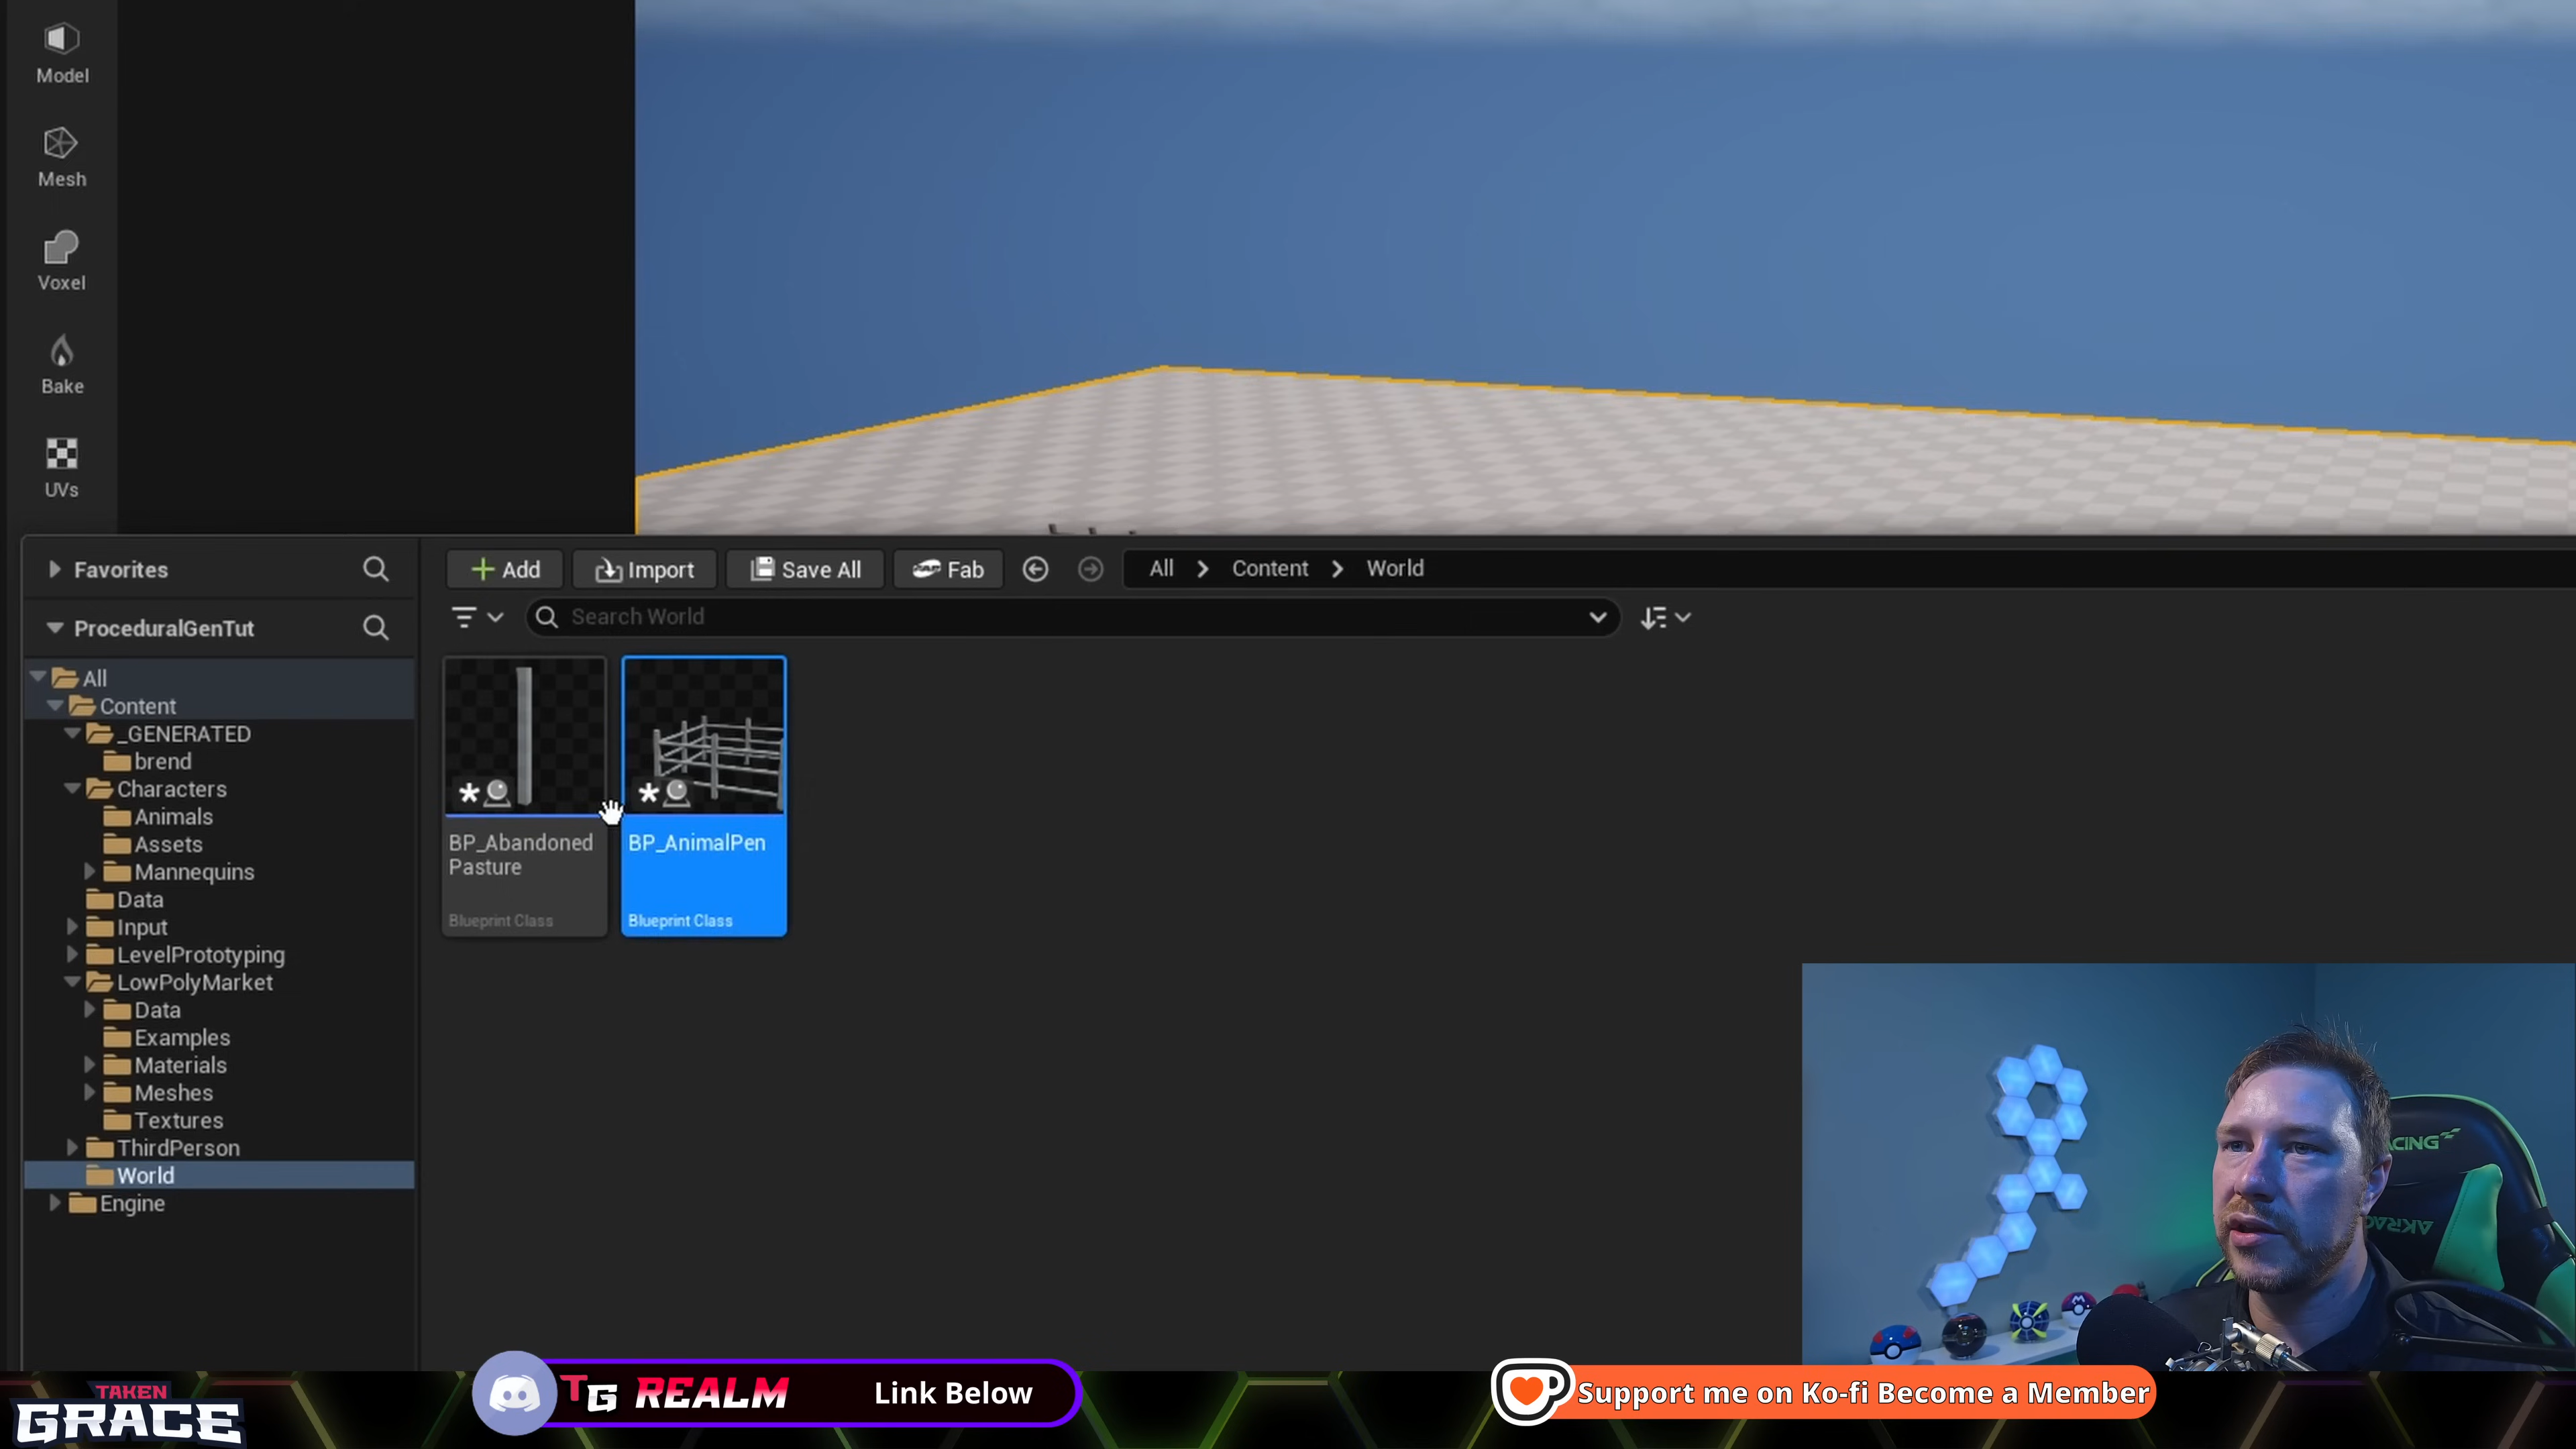 Model
Mesh
Voxel
Bake
UVs
Favorites
ProceduralGenTut
All
Content
_GENERATED
brend
Characters
Animals
Assets
Mannequins
Data
Input
LevelPrototyping
LowPolyMarket
Data
Examples
Materials
Meshes
Textures
ThirdPerson
World
Engine
Add
Import
Save All
Fab
All > Content > World
Search World
BP_Abandoned
Pasture
Blueprint Class
BP_AnimalPen
Blueprint Class
TAKEN
GRACE
TG REALM
Link Below
Support me on Ko-fi Become a Member